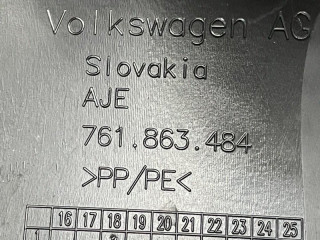 Volkswagen AG
Slovakia
AJE
761.863.484
>PP/PE<
16 17 18 19 20 21 22 23 24 25